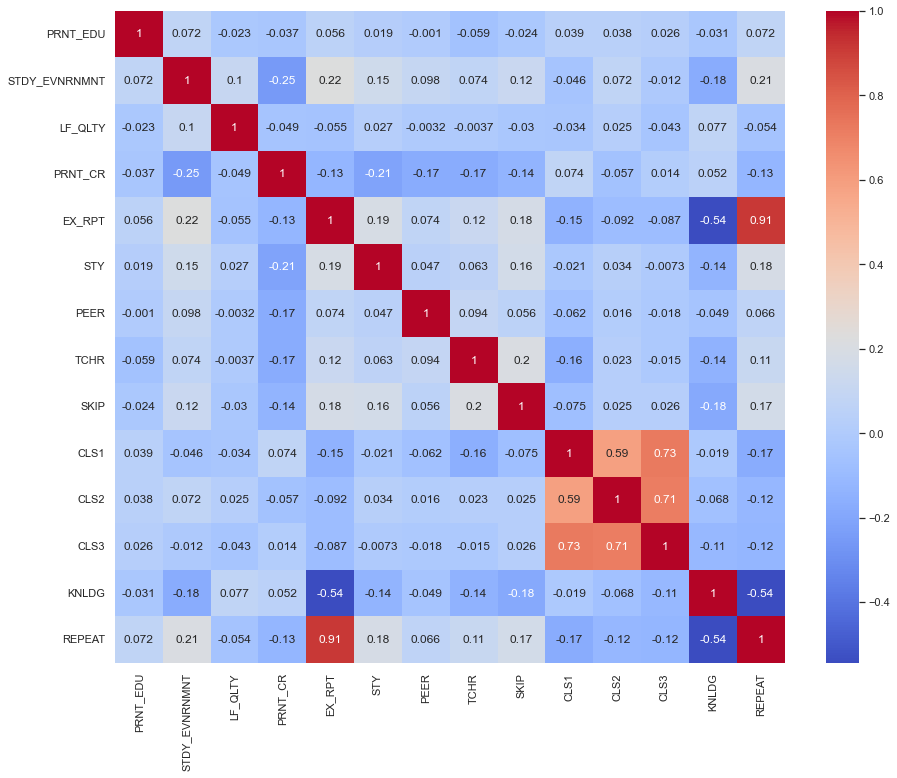 PRNT_EDU 1 0.072 -0.023 -0.037 0.056 0.019 -0.001 -0.059 -0.024 0.039 0.038 0.026 -0.031 0.072
STDY_EVNRNMNT 0.072 1 0.1 -0.25 0.22 0.15 0.098 0.074 0.12 -0.046 0.072 -0.012 -0.18 0.21
LF_QLTY -0.023 0.1 1 -0.049 -0.055 0.027 -0.0032 -0.0037 -0.03 -0.034 0.025 -0.043 0.077 -0.054
PRNT_CR -0.037 -0.25 -0.049 1 -0.13 -0.21 -0.17 -0.17 -0.14 0.074 -0.057 0.014 0.052 -0.13
EX_RPT 0.056 0.22 -0.055 -0.13 1 0.19 0.074 0.12 0.18 -0.15 -0.092 -0.087 -0.54 0.91
STY 0.019 0.15 0.027 -0.21 0.19 1 0.047 0.063 0.16 -0.021 0.034 -0.0073 -0.14 0.18
PEER -0.001 0.098 -0.0032 -0.17 0.074 0.047 1 0.094 0.056 -0.062 0.016 -0.018 -0.049 0.066
TCHR -0.059 0.074 -0.0037 -0.17 0.12 0.063 0.094 1 0.2 -0.16 0.023 -0.015 -0.14 0.11
SKIP -0.024 0.12 -0.03 -0.14 0.18 0.16 0.056 0.2 1 -0.075 0.025 0.026 -0.18 0.17
CLS1 0.039 -0.046 -0.034 0.074 -0.15 -0.021 -0.062 -0.16 -0.075 1 0.59 0.73 -0.019 -0.17
CLS2 0.038 0.072 0.025 -0.057 -0.092 0.034 0.016 0.023 0.025 0.59 1 0.71 -0.068 -0.12
CLS3 0.026 -0.012 -0.043 0.014 -0.087 -0.0073 -0.018 -0.015 0.026 0.73 0.71 1 -0.11 -0.12
KNLDG -0.031 -0.18 0.077 0.052 -0.54 -0.14 -0.049 -0.14 -0.18 -0.019 -0.068 -0.11 1 -0.54
REPEAT 0.072 0.21 -0.054 -0.13 0.91 0.18 0.066 0.11 0.17 -0.17 -0.12 -0.12 -0.54 1
PRNT_EDU
STDY_EVNRNMNT
LF_QLTY
PRNT_CR
EX_RPT
STY
PEER
TCHR
SKIP
CLS1
CLS2
CLS3
KNLDG
REPEAT
1.0
0.8
0.6
0.4
0.2
0.0
−0.2
−0.4